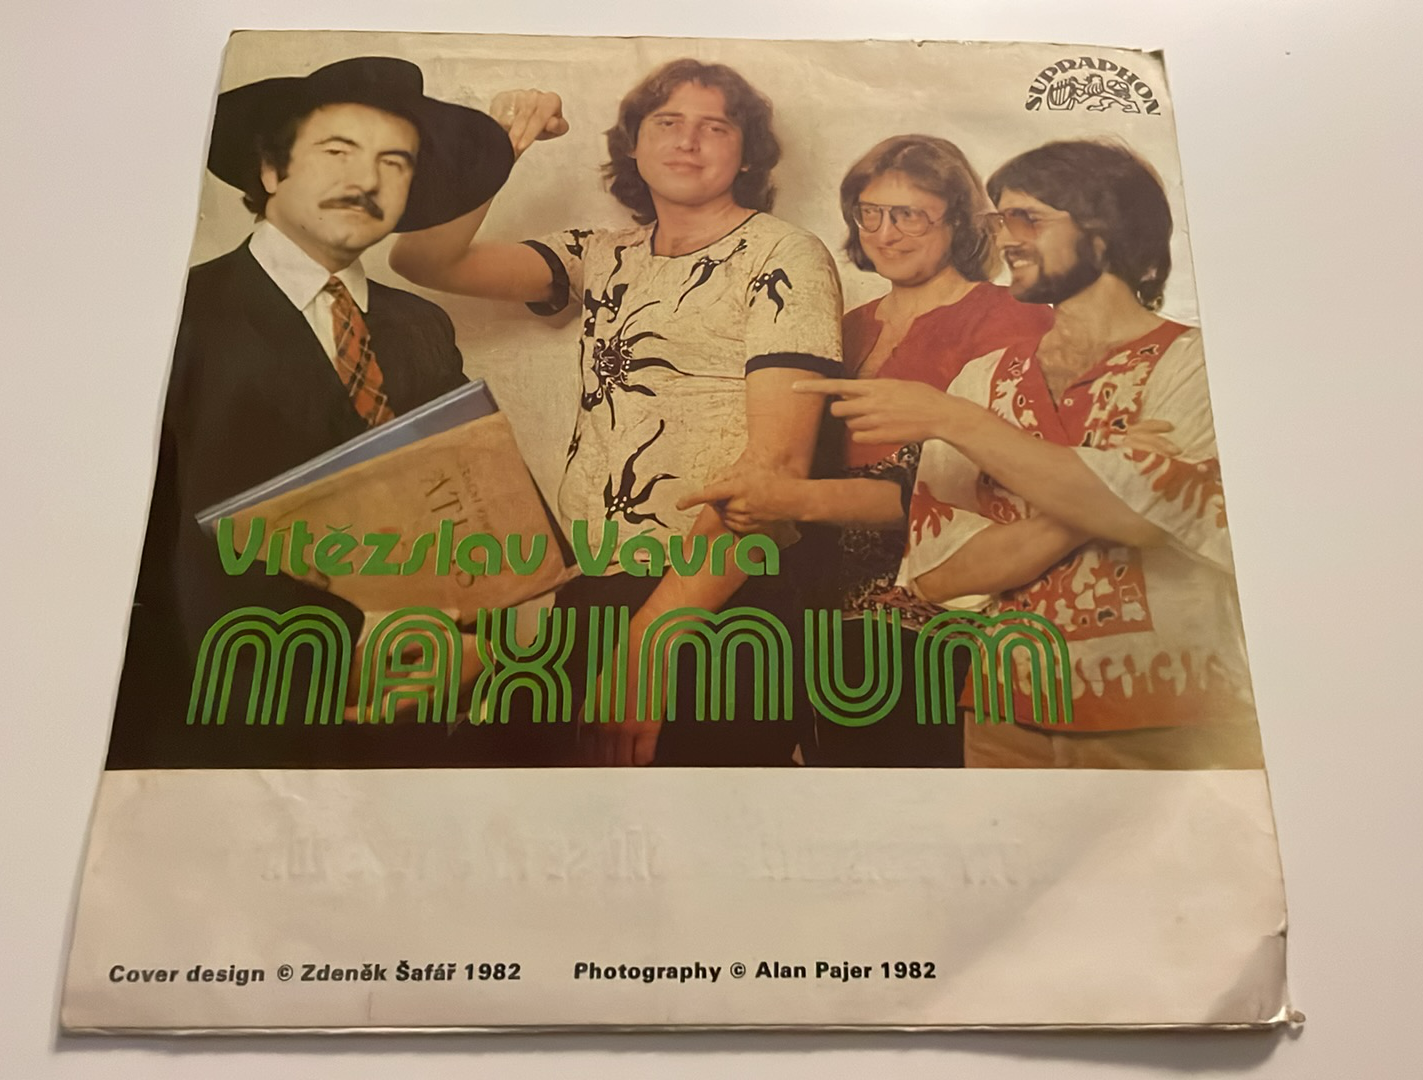 SUPRAPHON
Vítězslav Vávra
MAXIMUM
Cover design © Zdeněk Šafář 1982 Photography © Alan Pajer 1982